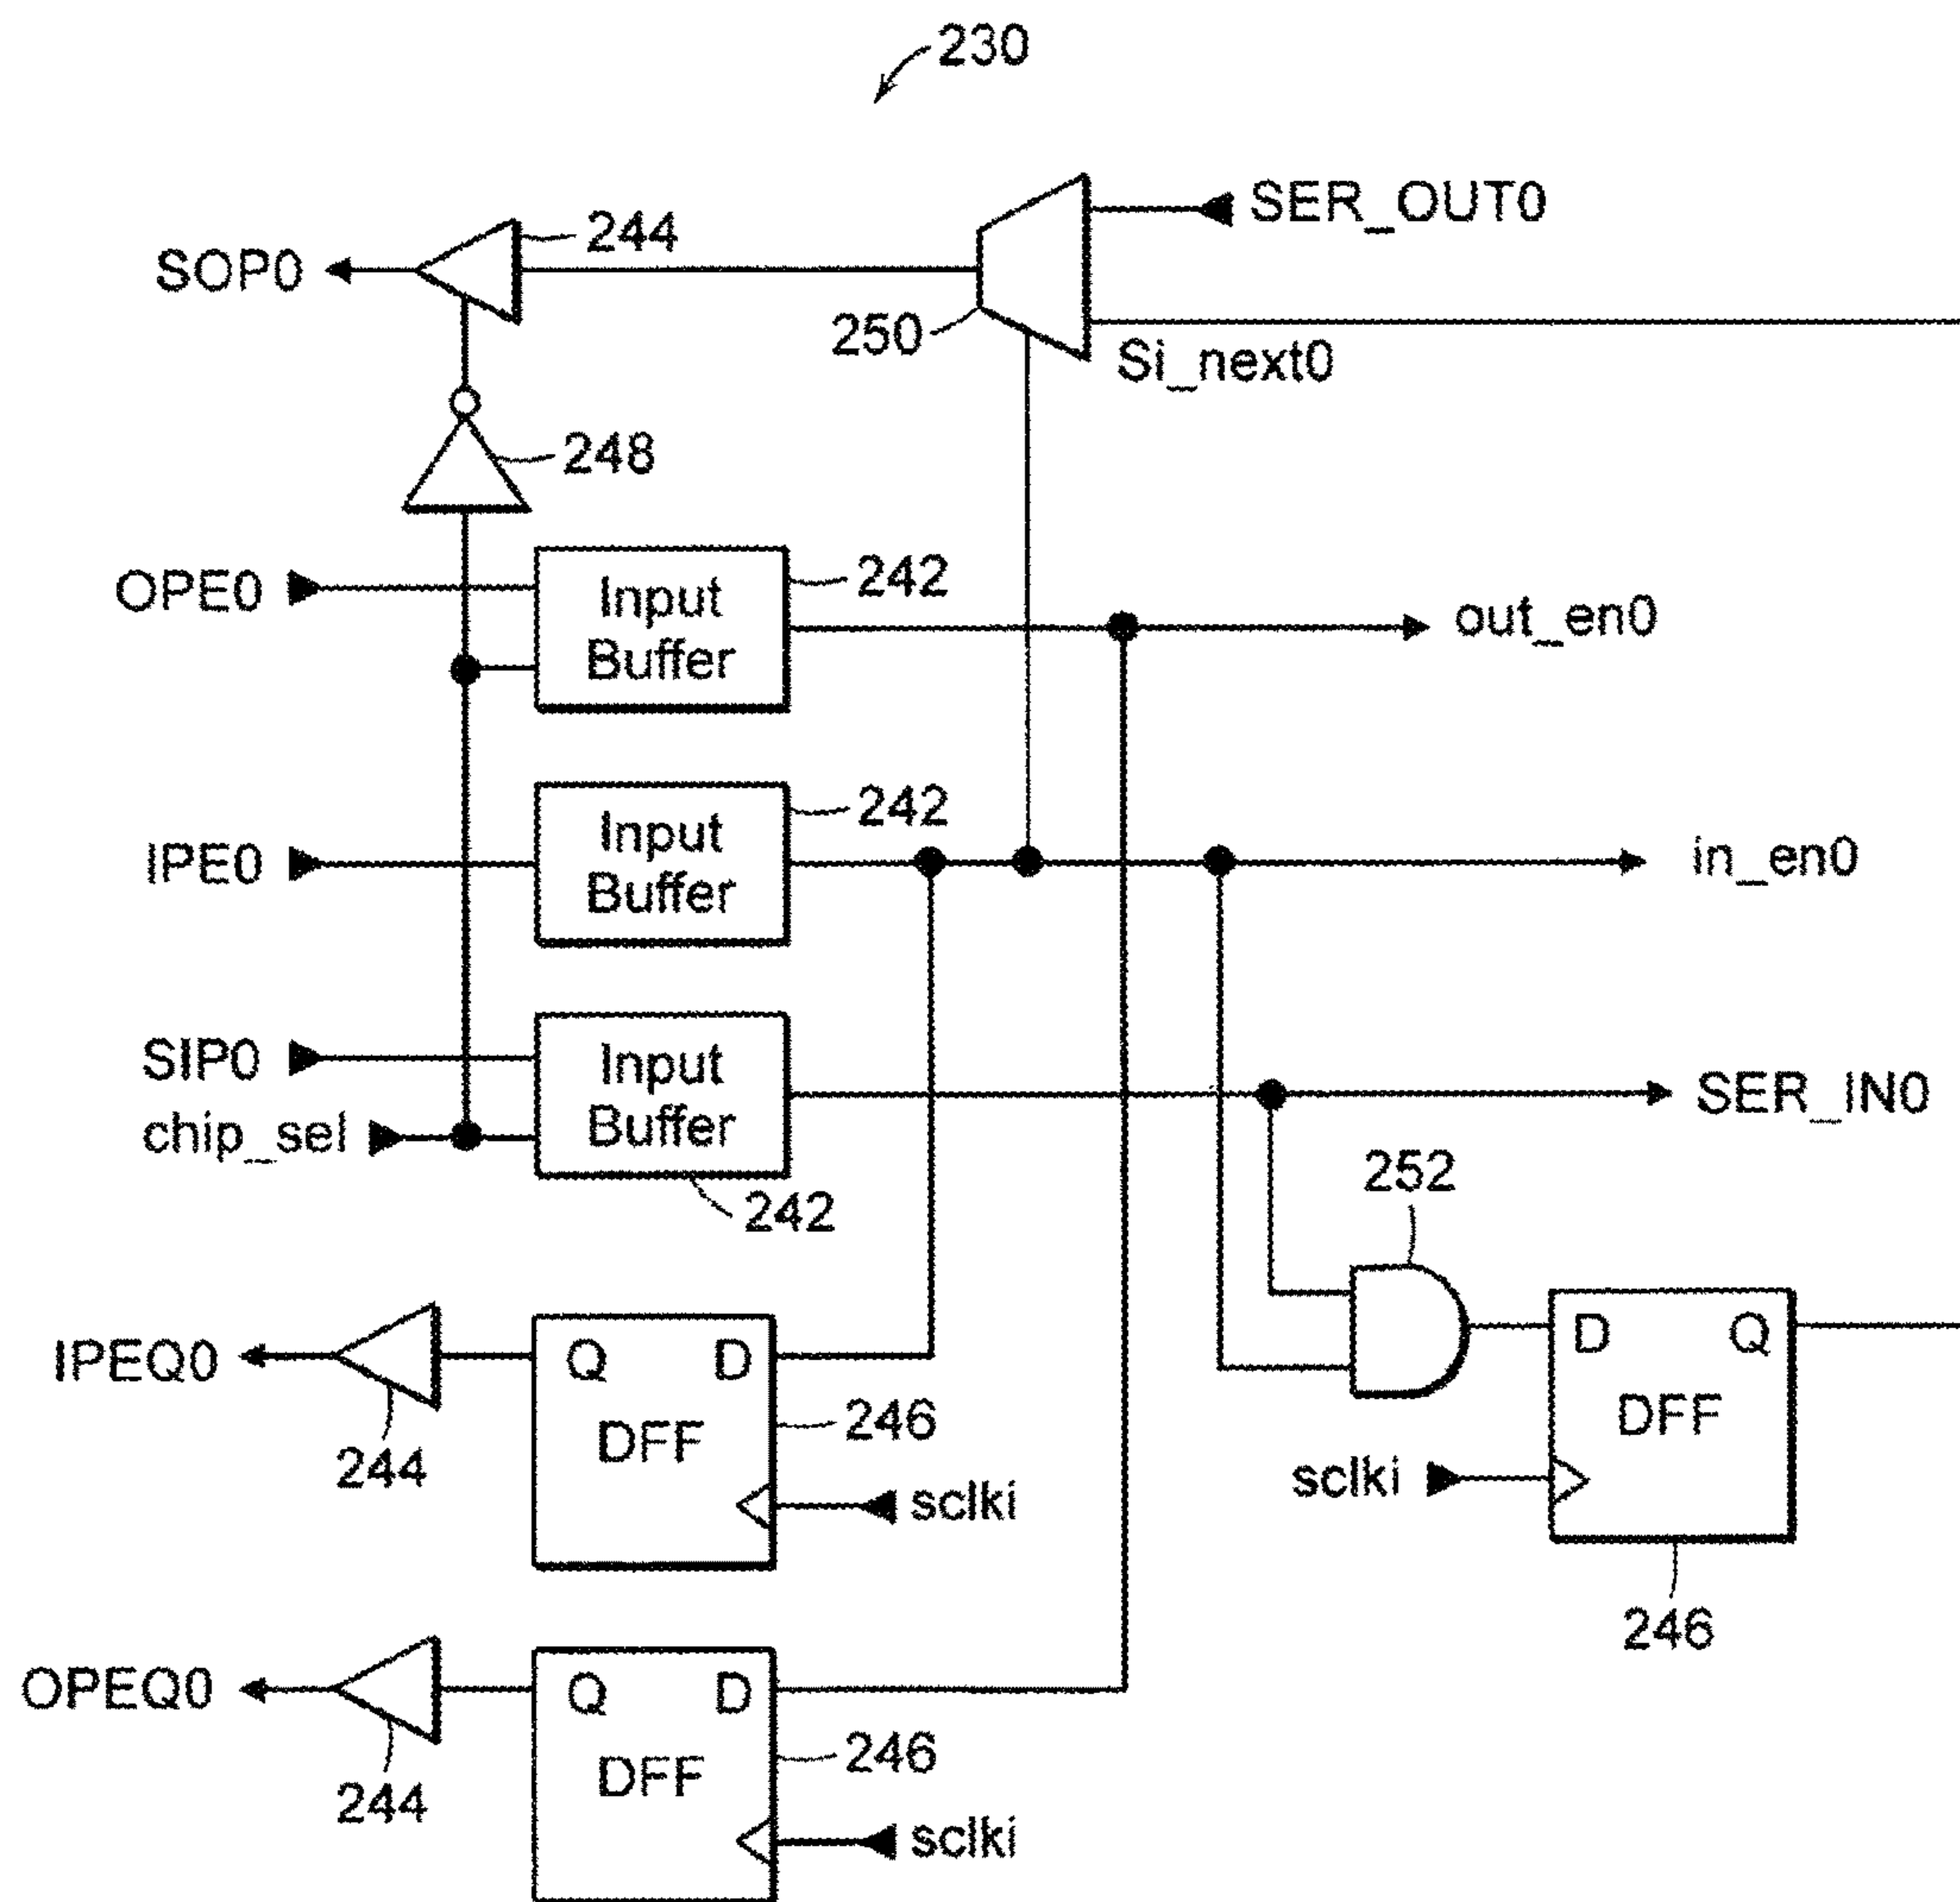 230
SER_OUT0
244
SOP0
250
Si_next0
248
OPE0
Input
Buffer
242
out_en0
IPE0
Input
Buffer
242
in_en0
SIP0
chip_sel
Input
Buffer
242
SER_IN0
252
IPEQ0
244
Q D
DFF
246
sclki
D Q
DFF
sclki
246
OPEQ0
244
Q D
DFF
246
sclki